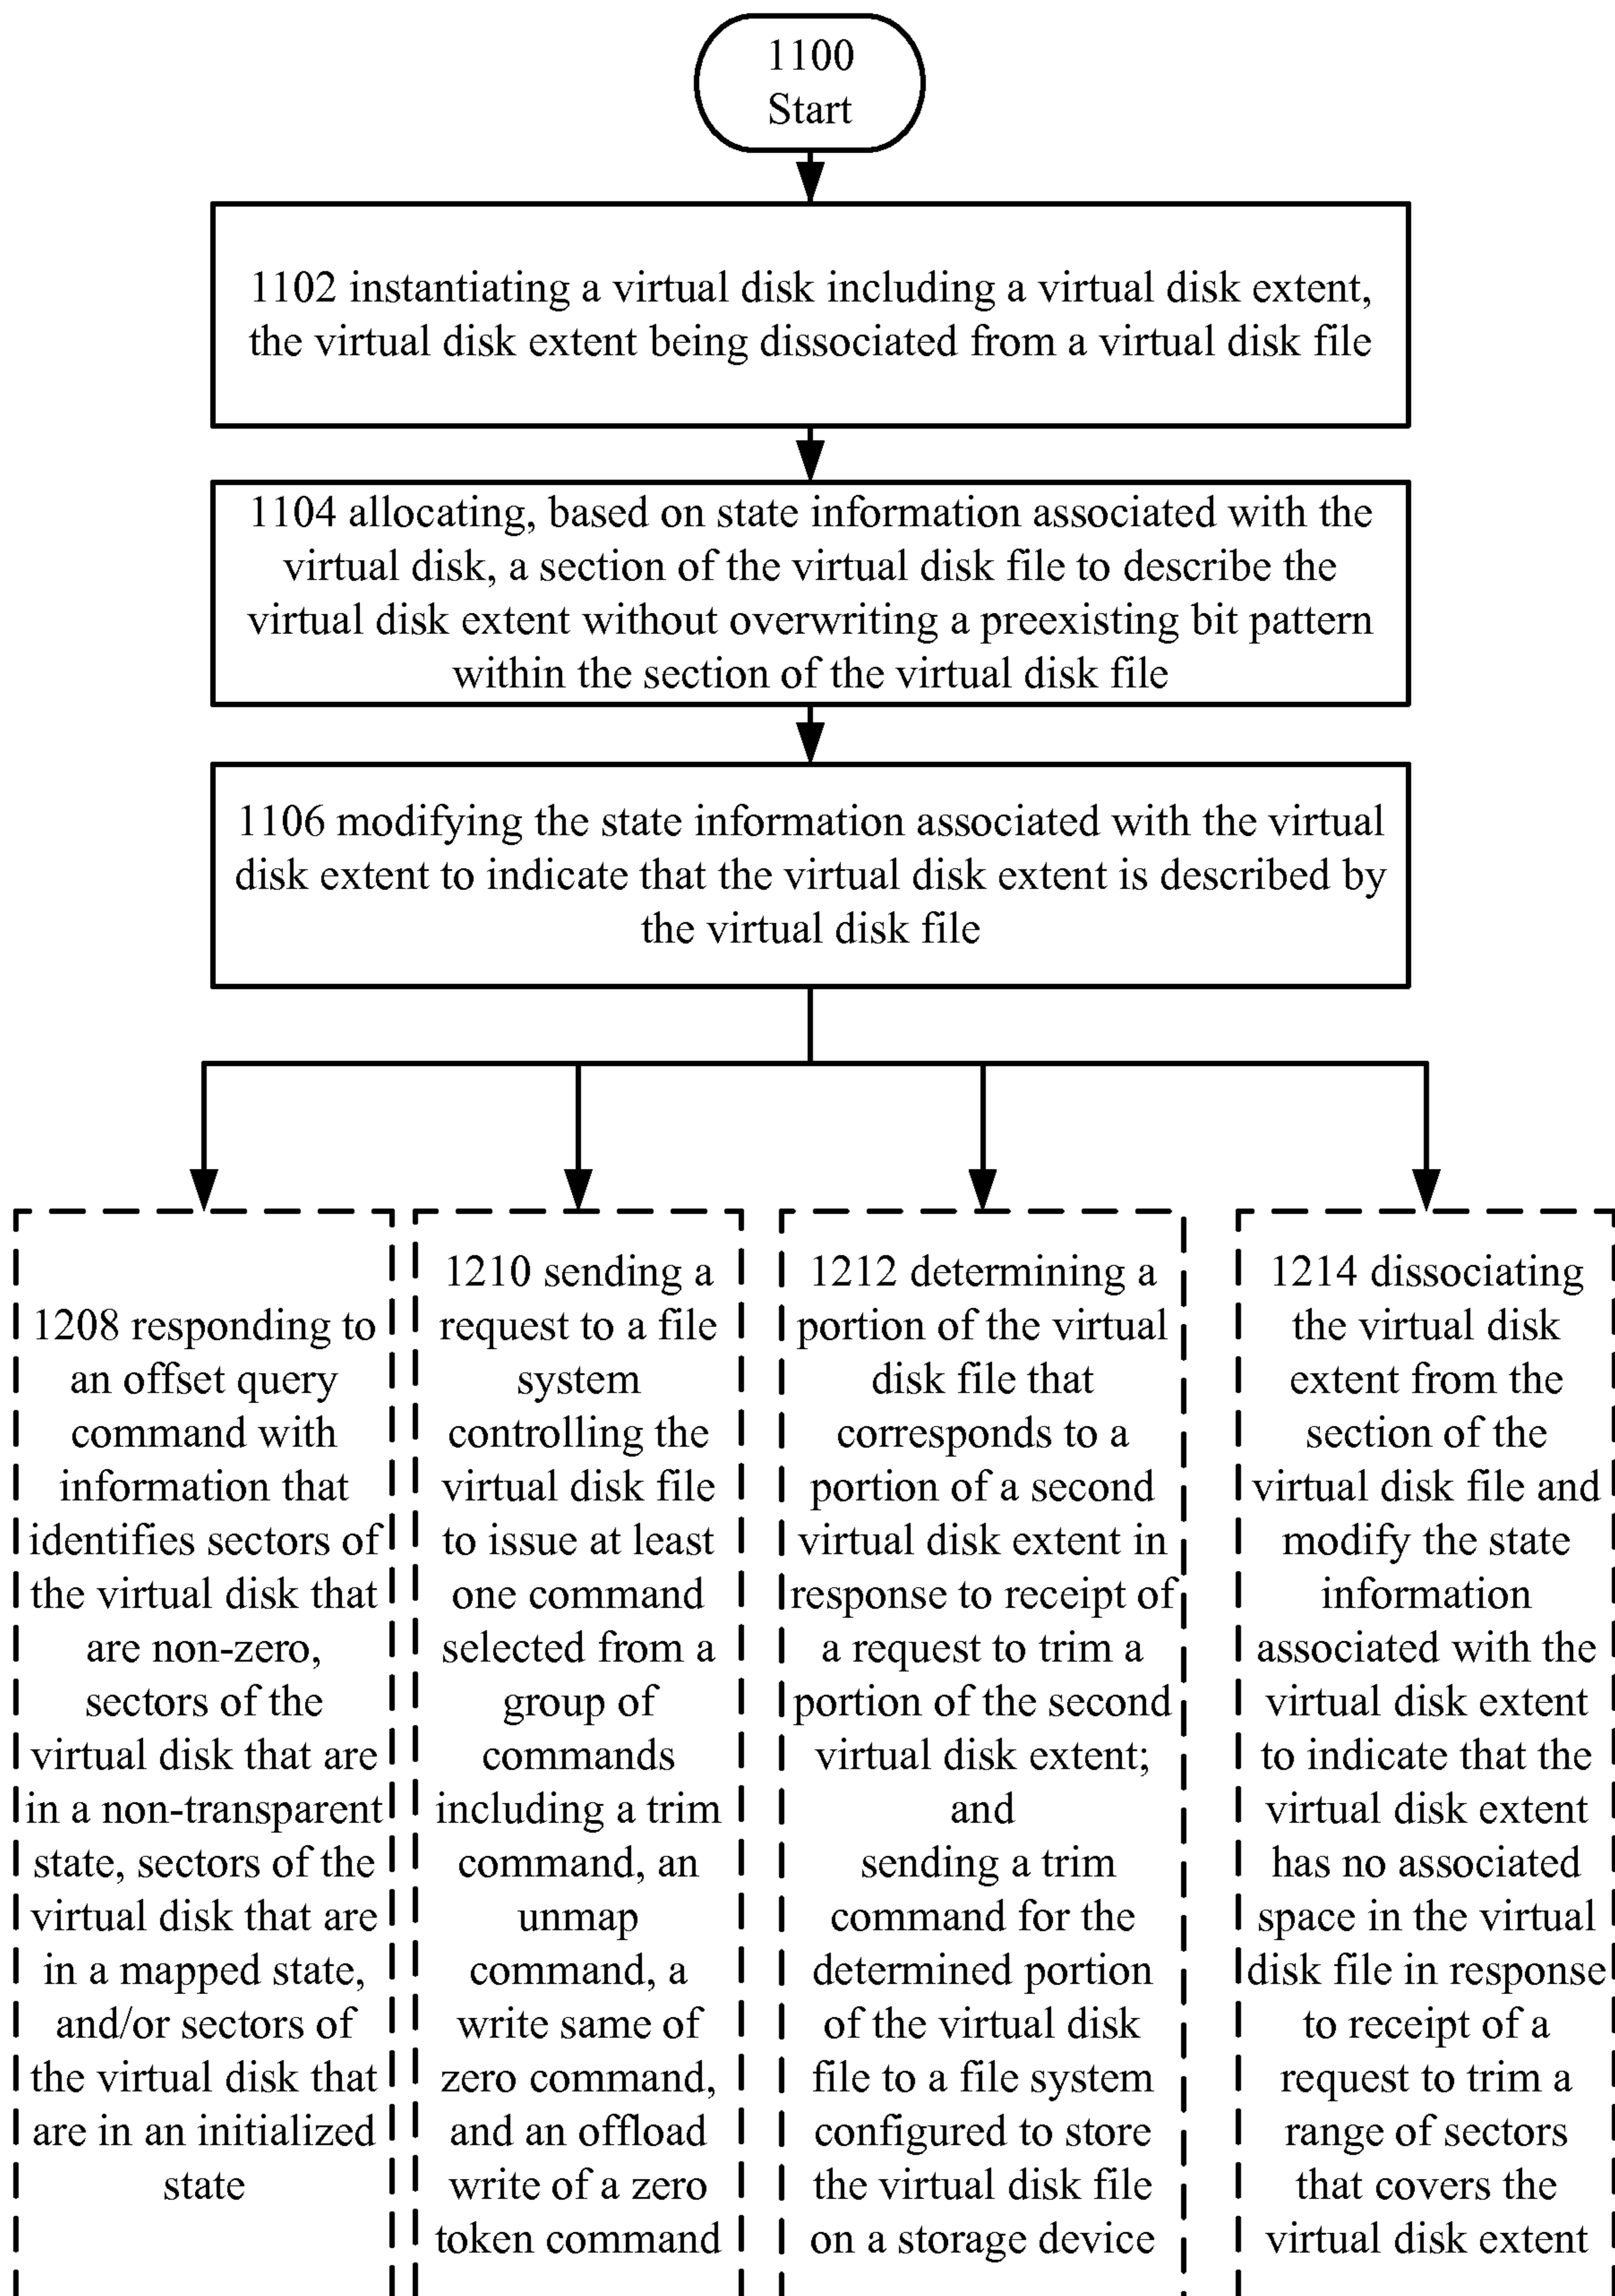 1100
Start
1102 instantiating a virtual disk including a virtual disk extent,
the virtual disk extent being dissociated from a virtual disk file
1104 allocating, based on state information associated with the
virtual disk, a section of the virtual disk file to describe the
virtual disk extent without overwriting a preexisting bit pattern
within the section of the virtual disk file
1106 modifying the state information associated with the virtual
disk extent to indicate that the virtual disk extent is described by
the virtual disk file
1208 responding to
an offset query
command with
information that
identifies sectors of
the virtual disk that
are non-zero,
sectors of the
virtual disk that are
in a non-transparent
state, sectors of the
virtual disk that are
in a mapped state,
and/or sectors of
the virtual disk that
are in an initialized
state
1210 sending a
request to a file
system
controlling the
virtual disk file
to issue at least
one command
selected from a
group of
commands
including a trim
command, an
unmap
command, a
write same of
zero command,
and an offload
write of a zero
token command
1212 determining a
portion of the virtual
disk file that
corresponds to a
portion of a second
virtual disk extent in
response to receipt of
a request to trim a
portion of the second
virtual disk extent;
and
sending a trim
command for the
determined portion
of the virtual disk
file to a file system
configured to store
the virtual disk file
on a storage device
1214 dissociating
the virtual disk
extent from the
section of the
virtual disk file and
modify the state
information
associated with the
virtual disk extent
to indicate that the
virtual disk extent
has no associated
space in the virtual
disk file in response
to receipt of a
request to trim a
range of sectors
that covers the
virtual disk extent